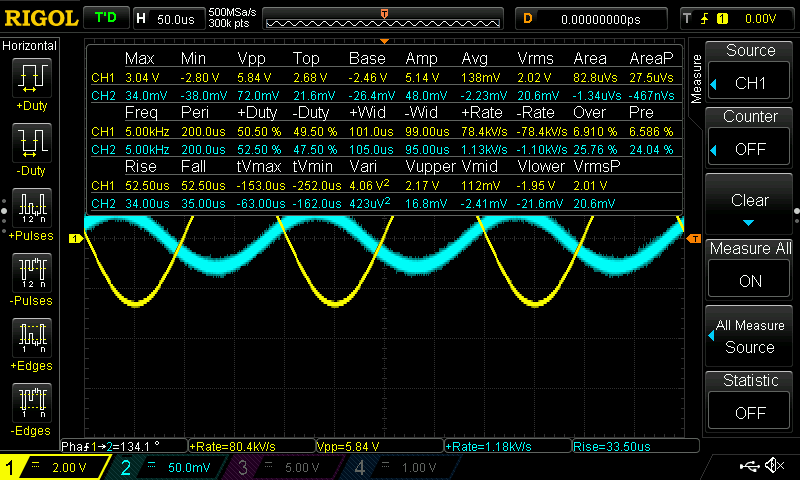 RIGOL T'D H 50.0us 500MSa/s 300k pts T D 0.00000000ps T 1 0.00V
Horizontal
+Duty
-Duty
1 2 n
+Pulses
1 2 n
-Pulses
1 n
+Edges
1 n
-Edges
Max Min Vpp Top Base Amp Avg Vrms Area AreaP
CH1 3.04 V -2.80 V 5.84 V 2.68 V -2.46 V 5.14 V 138mV 2.02 V 82.8uVs 27.5uVs
CH2 34.0mV -38.0mV 72.0mV 21.6mV -26.4mV 48.0mV -2.23mV 20.6mV -1.34uVs -467nVs
Freq Peri +Duty -Duty +Wid -Wid +Rate -Rate Over Pre
CH1 5.00kHz 200.0us 50.50 % 49.50 % 101.0us 99.00us 78.4kV/s -78.4kV/s 6.910 % 6.586 %
CH2 5.00kHz 200.0us 52.50 % 47.50 % 105.0us 95.00us 1.13kV/s -1.10kV/s 25.76 % 24.04 %
Rise Fall tVmax tVmin Vari Vupper Vmid Vlower VrmsP
CH1 52.50us 52.50us -153.0us -252.0us 4.06 V² 2.17 V 112mV -1.95 V 2.01 V
CH2 34.00us 35.00us -63.00us -162.0us 423uV² 16.8mV -2.41mV -21.6mV 20.6mV
1
T
Measure
Source
CH1
Counter
OFF
Clear
Measure All
ON
All Measure
Source
Statistic
OFF
Phaƒ1→2=134.1 ° +Rate=80.4kV/s Vpp=5.84 V +Rate=1.18kV/s Rise=33.50us
1 = 2.00 V 2 = 50.0mV 3 = 5.00 V 4 = 1.00 V